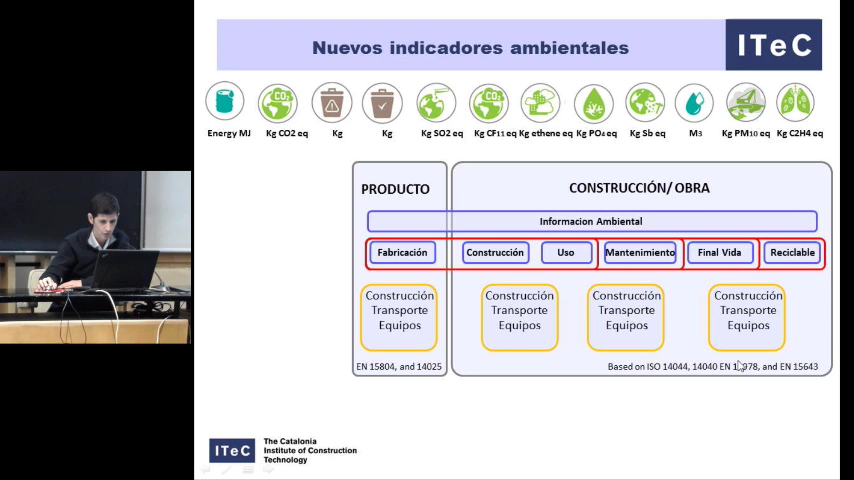 Nuevos indicadores ambientales
ITeC
CO2
CO2
Energy MJ
Kg CO2 eq
Kg
Kg
Kg SO2 eq
Kg CF11 eq
Kg ethene eq
Kg PO4 eq
Kg Sb eq
M3
Kg PM10 eq
Kg C2H4 eq
PRODUCTO
CONSTRUCCIÓN/ OBRA
Informacion Ambiental
Fabricación
Construcción
Uso
Mantenimiento
Final Vida
Reciclable
Construcción
Transporte
Equipos
Construcción
Transporte
Equipos
Construcción
Transporte
Equipos
Construcción
Transporte
Equipos
EN 15804, and 14025
Based on ISO 14044, 14040 EN and EN 15643
ITeC
The Catalonia
Institute of Construction
Technology